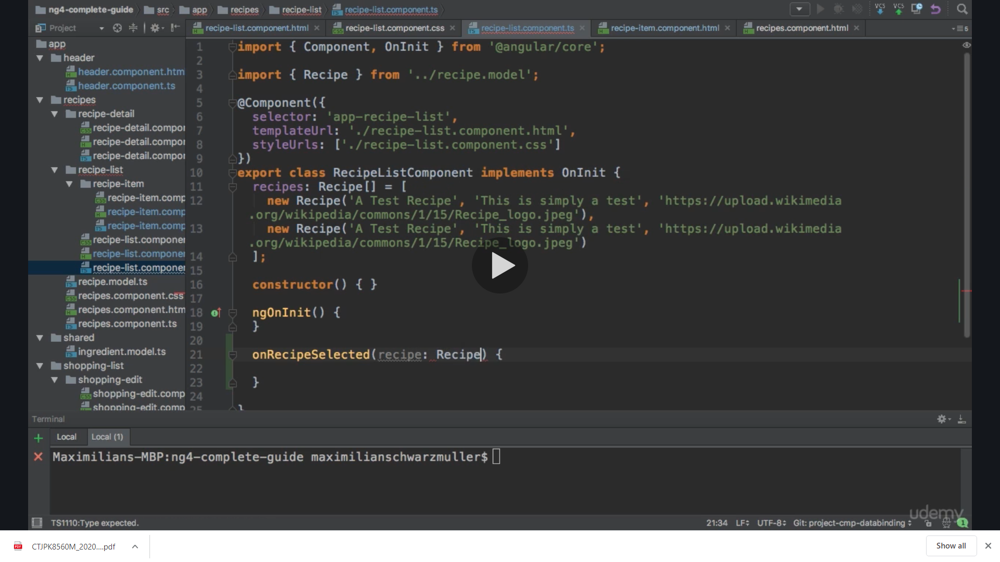 ng4-complete-guide src app recipes recipe-list recipe-list.component.ts
VCS VCS
Project
recipe-list.component.html recipe-list.component.css recipe-list.component.ts recipe-item.component.html recipes.component.html 5
app
header
header.component.htm
header.component.ts
recipes
recipe-detail
recipe-detail.compor
recipe-detail.compor
recipe-detail.compor
recipe-list
recipe-item
recipe-item.comp
recipe-item.comp
recipe-item.comp
recipe-list.componer
recipe-list.componer
recipe-list.componer
recipe.model.ts
recipes.component.css
recipes.component.htm
recipes.component.ts
shared
ingredient.model.ts
shopping-list
shopping-edit
shopping-edit.comp
shopping-edit.comp
1 import { Component, OnInit } from '@angular/core';
2
3 import { Recipe } from '../recipe.model';
4
5 @Component({
6 selector: 'app-recipe-list',
7 templateUrl: './recipe-list.component.html',
8 styleUrls: ['./recipe-list.component.css']
9 })
10 export class RecipeListComponent implements OnInit {
11 recipes: Recipe[] = [
12 new Recipe('A Test Recipe', 'This is simply a test', 'https://upload.wikimedia
.org/wikipedia/commons/1/15/Recipe_logo.jpeg'),
13 new Recipe('A Test Recipe', 'This is simply a test', 'https://upload.wikimedia
.org/wikipedia/commons/1/15/Recipe_logo.jpeg')
14 ];
15
16 constructor() { }
17
18 ngOnInit() {
19 }
20
21 onRecipeSelected(recipe: Recipe) {
22
23 }
24
25 }
Terminal
Local Local (1)
Maximilians-MBP:ng4-complete-guide maximilianschwarzmuller$
udemy
TS1110:Type expected.
21:34 LF UTF-8 Git: project-cmp-databinding 1
PDF CTJPK8560M_2020....pdf
Show all